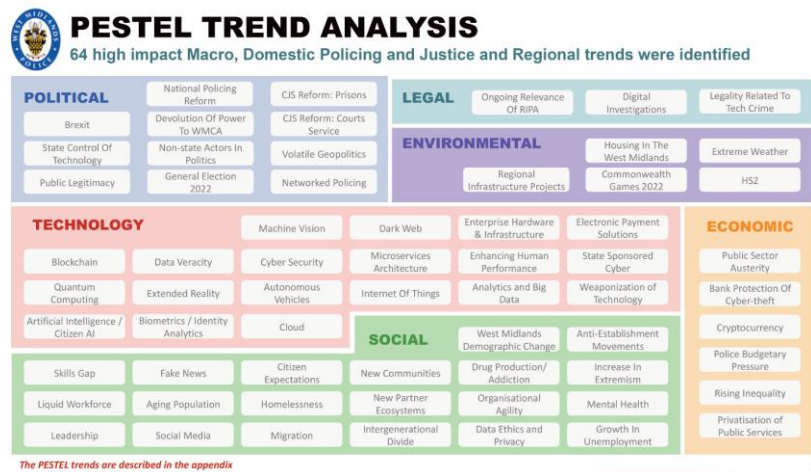 WEST MIDLANDS
POLICE
PESTEL TREND ANALYSIS
64 high impact Macro, Domestic Policing and Justice and Regional trends were identified
POLITICAL
National Policing
Reform
CJS Reform: Prisons
Brexit
Devolution Of Power
To WMCA
CJS Reform: Courts
Service
State Control Of
Technology
Non-state Actors In
Politics
Volatile Geopolitics
Public Legitimacy
General Election
2022
Networked Policing
LEGAL
Ongoing Relevance
Of RIPA
Digital
Investigations
Legality Related To
Tech Crime
ENVIRONMENTAL
Housing In The
West Midlands
Extreme Weather
Regional
Infrastructure Projects
Commonwealth
Games 2022
HS2
TECHNOLOGY
Machine Vision
Dark Web
Enterprise Hardware
& Infrastructure
Electronic Payment
Solutions
Blockchain
Data Veracity
Cyber Security
Microservices
Architecture
Enhancing Human
Performance
State Sponsored
Cyber
Quantum
Computing
Extended Reality
Autonomous
Vehicles
Internet Of Things
Analytics and Big
Data
Weaponization of
Technology
Artificial Intelligence /
Citizen AI
Biometrics / Identity
Analytics
Cloud
ECONOMIC
Public Sector
Austerity
Bank Protection Of
Cyber-theft
Cryptocurrency
Police Budgetary
Pressure
Rising Inequality
Privatisation of
Public Services
SOCIAL
West Midlands
Demographic Change
Anti-Establishment
Movements
Skills Gap
Fake News
Citizen
Expectations
New Communities
Drug Production/
Addiction
Increase In
Extremism
Liquid Workforce
Aging Population
Homelessness
New Partner
Ecosystems
Organisational
Agility
Mental Health
Leadership
Social Media
Migration
Intergenerational
Divide
Data Ethics and
Privacy
Growth In
Unemployment
The PESTEL trends are described in the appendix